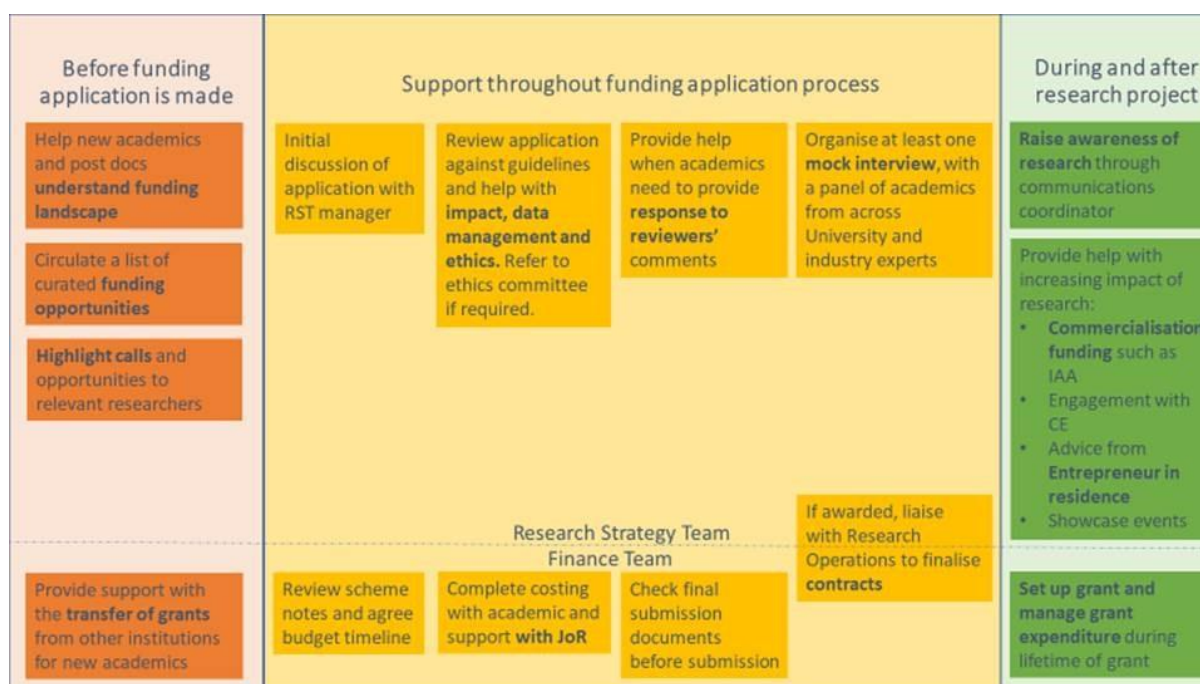 Before funding
application is made
Help new academics
and post docs
understand funding
landscape
Circulate a list of
curated funding
opportunities
Highlight calls and
opportunities to
relevant researchers
Provide support with
the transfer of grants
from other institutions
for new academics
Support throughout funding application process
Initial
discussion of
application with
RST manager
Review application
against guidelines
and help with
impact, data
management and
ethics. Refer to
ethics committee
if required.
Provide help
when academics
need to provide
response to
reviewers’
comments
Organise at least one
mock interview, with
a panel of academics
from across
University and
industry experts
Research Strategy Team
Finance Team
If awarded, liaise
with Research
Operations to finalise
contracts
Review scheme
notes and agree
budget timeline
Complete costing
with academic and
support with JoR
Check final
submission
documents
before submission
During and after
research project
Raise awareness of
research through
communications
coordinator
Provide help with
increasing impact of
research:
• Commercialisation
funding such as
IAA
• Engagement with
CE
• Advice from
Entrepreneur in
residence
• Showcase events
Set up grant and
manage grant
expenditure during
lifetime of grant